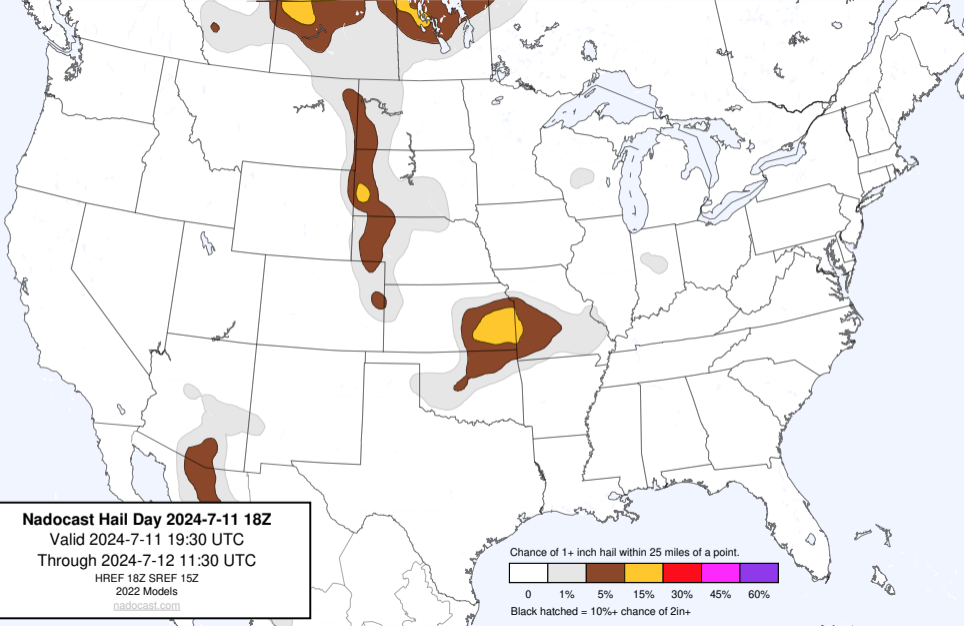 Nadocast Hail Day 2024-7-11 18Z
Valid 2024-7-11 19:30 UTC
Through 2024-7-12 11:30 UTC
HREF 18Z SREF 15Z
2022 Models
nadocast.com
Chance of 1+ inch hail within 25 miles of a point.
0 1% 5% 15% 30% 45% 60%
Black hatched = 10%+ chance of 2in+